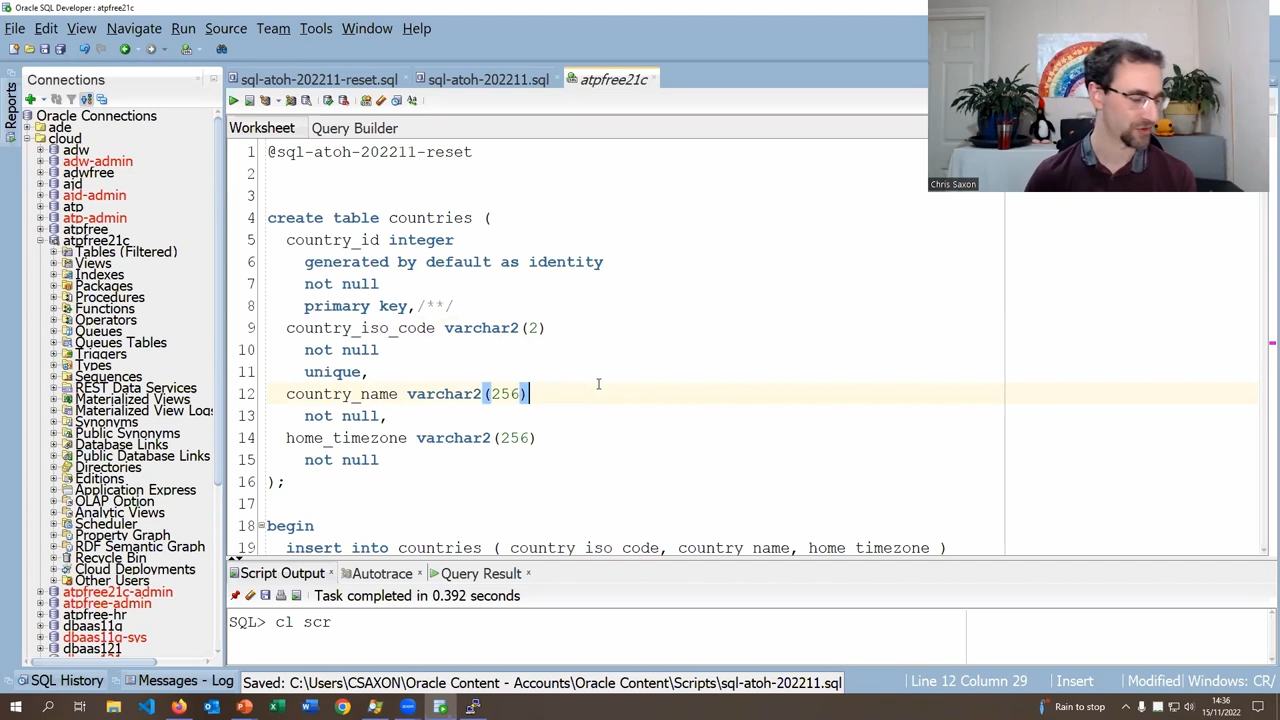 Oracle SQL Developer : atpfree21c
File Edit View Navigate Run Source Team Tools Window Help
Reports
Connections
sql-atoh-202211-reset.sql
sql-atoh-202211.sql
atpfree21c
Oracle Connections
ade
cloud
adw
adw-admin
adwfree
ajd
ajd-admin
atp
atp-admin
atpfree
atpfree21c
Tables (Filtered)
Views
Indexes
Packages
Procedures
Functions
Operators
Queues
Queues Tables
Triggers
Types
Sequences
REST Data Services
Materialized Views
Materialized View Logs
Synonyms
Public Synonyms
Database Links
Public Database Links
Directories
Editions
Application Express
OLAP Option
Analytic Views
Scheduler
Property Graph
RDF Semantic Graph
Recycle Bin
Cloud Deployments
Other Users
atpfree21c-admin
atpfree-admin
atpfree-hr
dbaas11g
dbaas11g-sys
dbaas121
Worksheet Query Builder
1 @sql-atoh-202211-reset
2
3
4 create table countries (
5 country_id integer
6 generated by default as identity
7 not null
8 primary key,/**/
9 country_iso_code varchar2(2)
10 not null
11 unique,
12 country_name varchar2(256)
13 not null,
14 home_timezone varchar2(256)
15 not null
16 );
17
18 begin
19 insert into countries ( country_iso_code, country_name, home_timezone )
Chris Saxon
Script Output Autotrace Query Result
Task completed in 0.392 seconds
SQL> cl scr
SQL History Messages - Log
Saved: C:\Users\CSAXON\Oracle Content - Accounts\Oracle Content\Scripts\sql-atoh-202211.sql
Line 12 Column 29 Insert Modified Windows: CR/
Rain to stop
14:36
15/11/2022